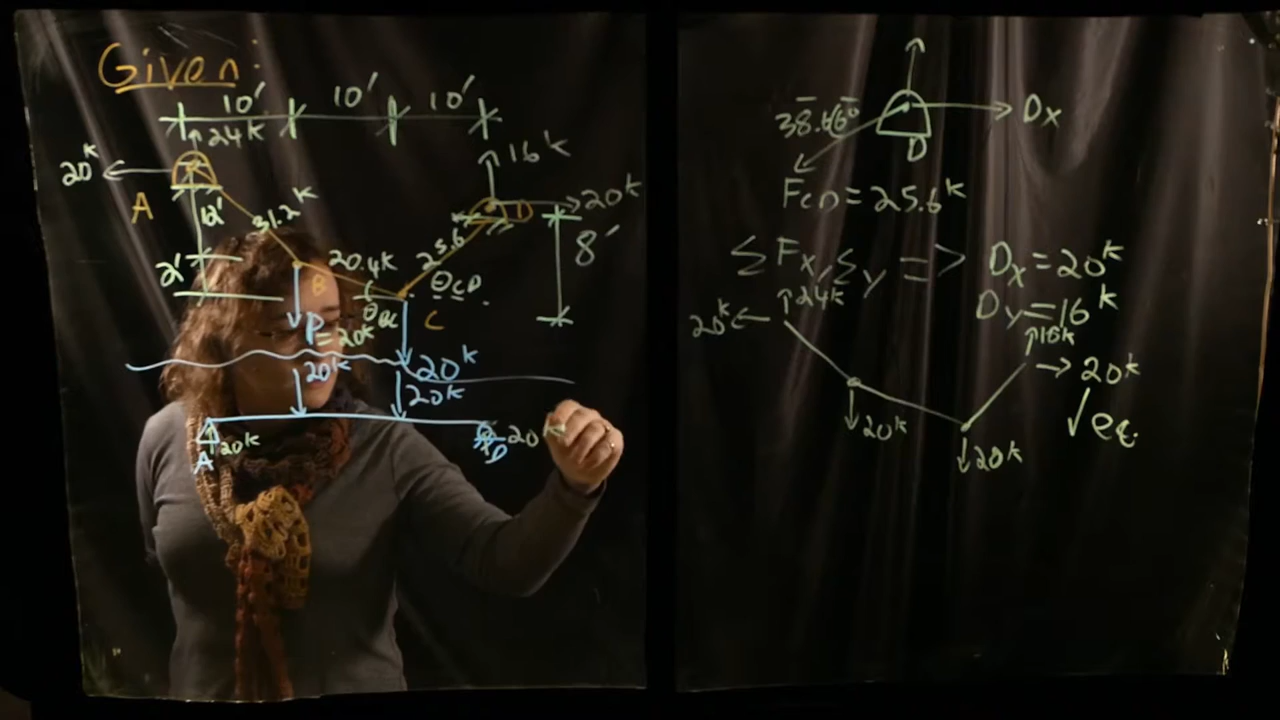 Given:
10' 10' 10'
24k
20k
16k
A
20k
12'
31.2k
D
8'
2'
20.4k
25.6
B
θCD
θBC
C
P=20k
20k
20k
20k
A
20k
D
20k
Dx
38.66°
D
FCD=25.6k
ΣFx,Σy => Dx=20k
Dy=16k
24k
20k
16k
20k
20k
20k
✓eq.